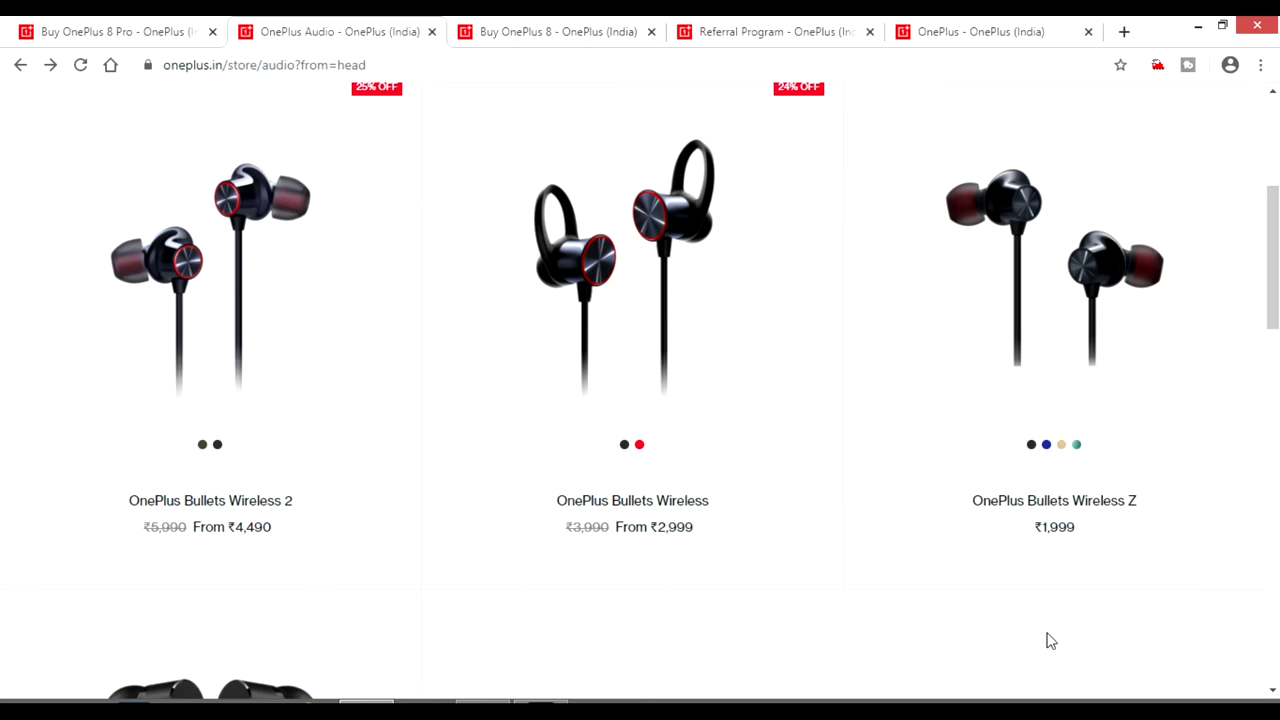 Buy OnePlus 8 Pro - OnePlus (In
OnePlus Audio - OnePlus (India)
Buy OnePlus 8 - OnePlus (India)
Referral Program - OnePlus (Ind
OnePlus - OnePlus (India)
oneplus.in/store/audio?from=head
25% OFF
24% OFF
OnePlus Bullets Wireless 2
OnePlus Bullets Wireless
OnePlus Bullets Wireless Z
₹5,990 From ₹4,490
₹3,990 From ₹2,999
₹1,999